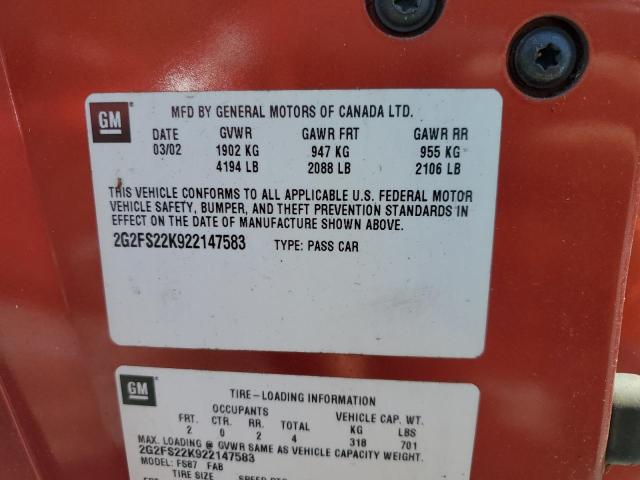 GM
MFD BY GENERAL MOTORS OF CANADA LTD.
DATE GVWR GAWR FRT GAWR RR
03/02 1902 KG 947 KG 955 KG
4194 LB 2088 LB 2106 LB
THIS VEHICLE CONFORMS TO ALL APPLICABLE U.S. FEDERAL MOTOR
VEHICLE SAFETY, BUMPER, AND THEFT PREVENTION STANDARDS IN
EFFECT ON THE DATE OF MANUFACTURE SHOWN ABOVE.
2G2FS22K922147583 TYPE: PASS CAR
GM
TIRE-LOADING INFORMATION
OCCUPANTS VEHICLE CAP. WT.
FRT. CTR. RR. TOTAL KG LBS
2 0 2 4 318 701
MAX. LOADING @ GVWR SAME AS VEHICLE CAPACITY WEIGHT.
2G2FS22K922147583
MODEL: FS87 FAB
TIRE SIZE SPEED RTG